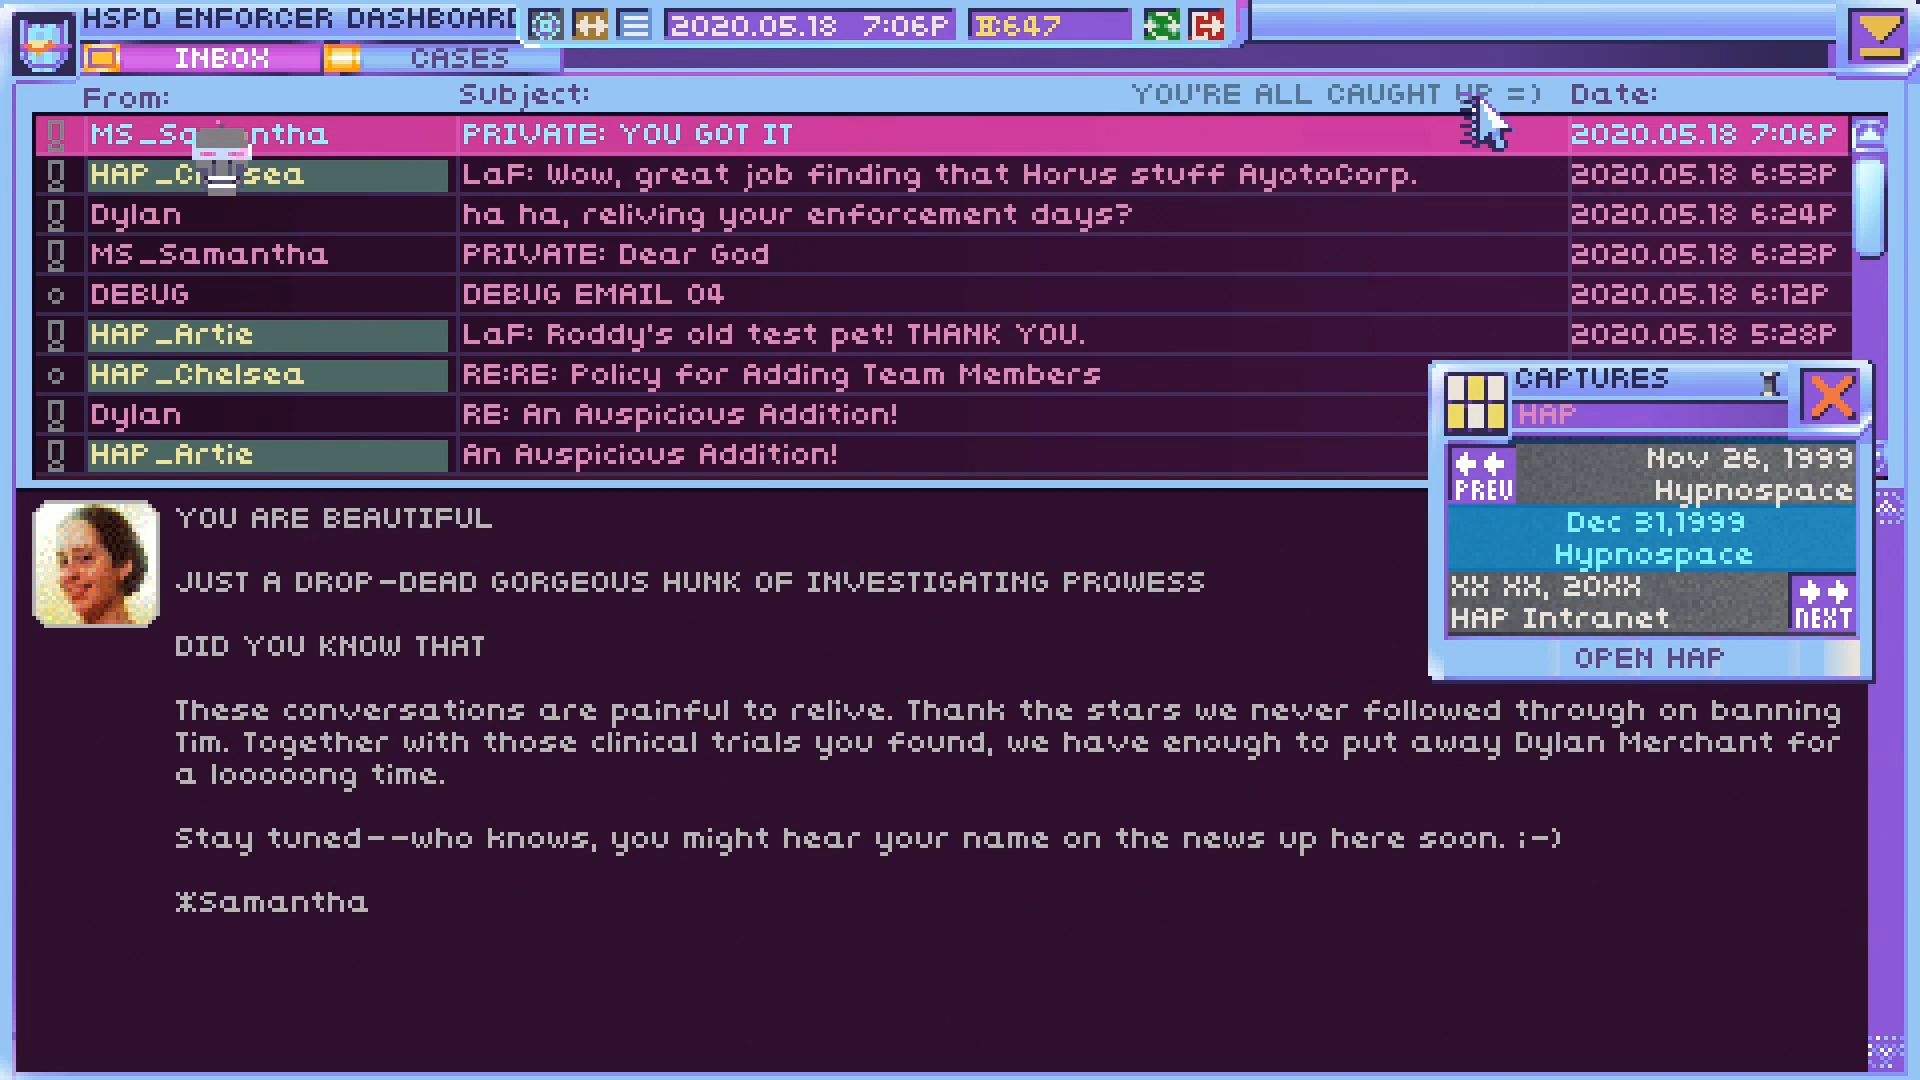 HSPD ENFORCER DASHBOARD
2020.05.18 7:06P
647
INBOX
CASES
From:
Subject:
YOU'RE ALL CAUGHT UP =)
Date:
MS_Samantha PRIVATE: YOU GOT IT 2020.05.18 7:06P
HAP_Chelsea LaF: Wow, great job finding that Horus stuff AyotoCorp. 2020.05.18 6:53P
Dylan ha ha, reliving your enforcement days? 2020.05.18 6:24P
MS_Samantha PRIVATE: Dear God 2020.05.18 6:23P
DEBUG DEBUG EMAIL 04 2020.05.18 6:12P
HAP_Artie LaF: Roddy's old test pet! THANK YOU. 2020.05.18 5:28P
HAP_Chelsea RE:RE: Policy for Adding Team Members
Dylan RE: An Auspicious Addition!
HAP_Artie An Auspicious Addition!
CAPTURES
HAP
PREV
Nov 26, 1999
Hypnospace
Dec 31,1999
Hypnospace
XX XX, 20XX
HAP Intranet
NEXT
OPEN HAP
YOU ARE BEAUTIFUL
JUST A DROP-DEAD GORGEOUS HUNK OF INVESTIGATING PROWESS
DID YOU KNOW THAT
These conversations are painful to relive. Thank the stars we never followed through on banning
Tim. Together with those clinical trials you found, we have enough to put away Dylan Merchant for
a looooong time.
Stay tuned--who knows, you might hear your name on the news up here soon. ;-)
*Samantha